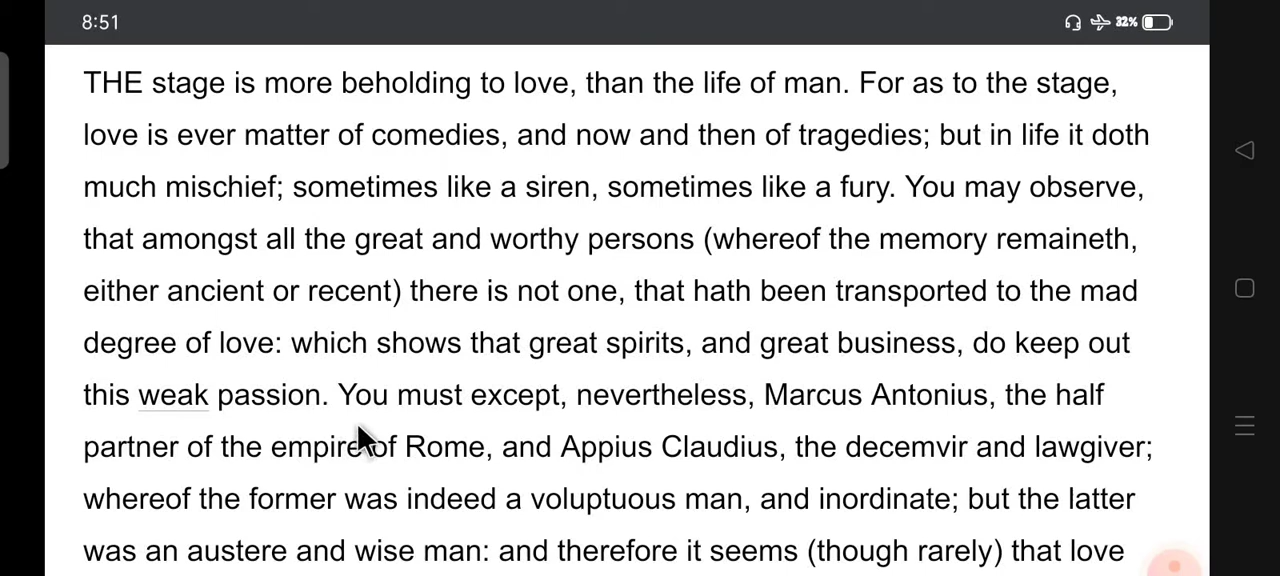 8:51
32%
THE stage is more beholding to love, than the life of man. For as to the stage,
love is ever matter of comedies, and now and then of tragedies; but in life it doth
much mischief; sometimes like a siren, sometimes like a fury. You may observe,
that amongst all the great and worthy persons (whereof the memory remaineth,
either ancient or recent) there is not one, that hath been transported to the mad
degree of love: which shows that great spirits, and great business, do keep out
this weak passion. You must except, nevertheless, Marcus Antonius, the half
partner of the empire of Rome, and Appius Claudius, the decemvir and lawgiver;
whereof the former was indeed a voluptuous man, and inordinate; but the latter
was an austere and wise man: and therefore it seems (though rarely) that love